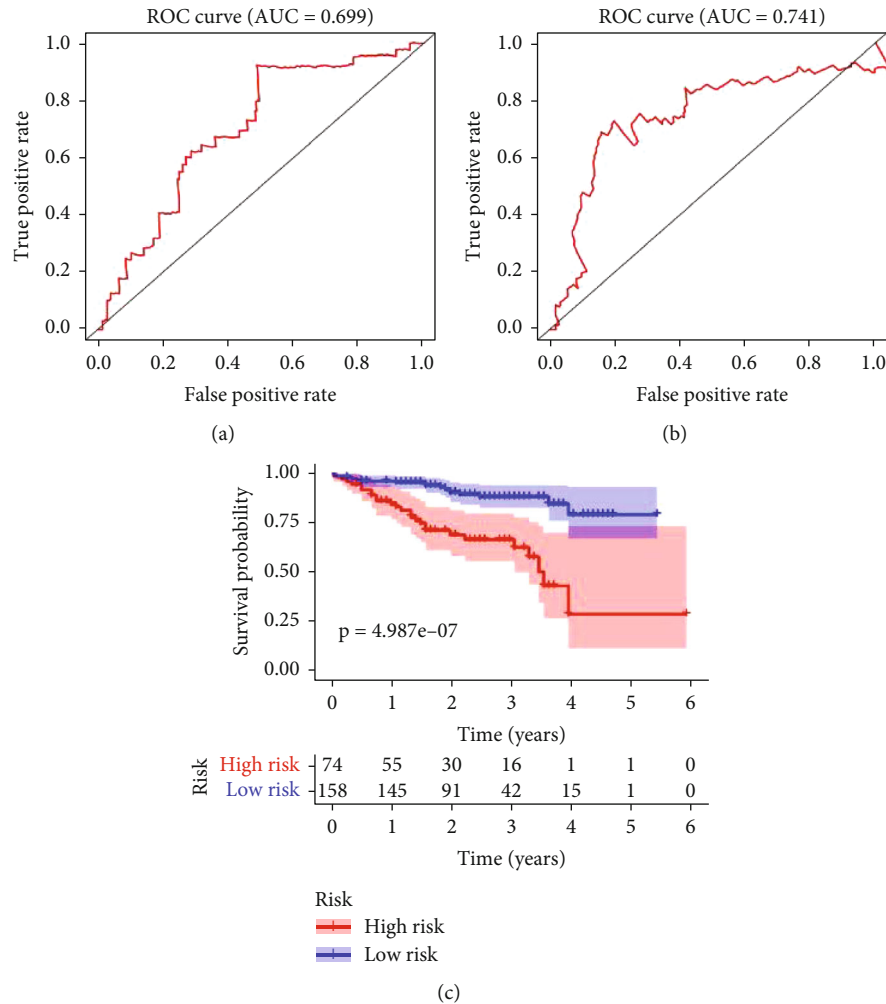 ROC curve (AUC = 0.699)
1.0
0.8
0.6
0.4
0.2
0.0
True positive rate
0.0 0.2 0.4 0.6 0.8 1.0
False positive rate
(a)
ROC curve (AUC = 0.741)
1.0
0.8
0.6
0.4
0.2
0.0
True positive rate
0.0 0.2 0.4 0.6 0.8 1.0
False positive rate
(b)
1.00
0.75
0.50
0.25
0.00
Survival probability
p = 4.987e–07
0 1 2 3 4 5 6
Time (years)
Risk
High risk 74 55 30 16 1 1 0
Low risk 158 145 91 42 15 1 0
0 1 2 3 4 5 6
Time (years)
Risk
High risk
Low risk
(c)